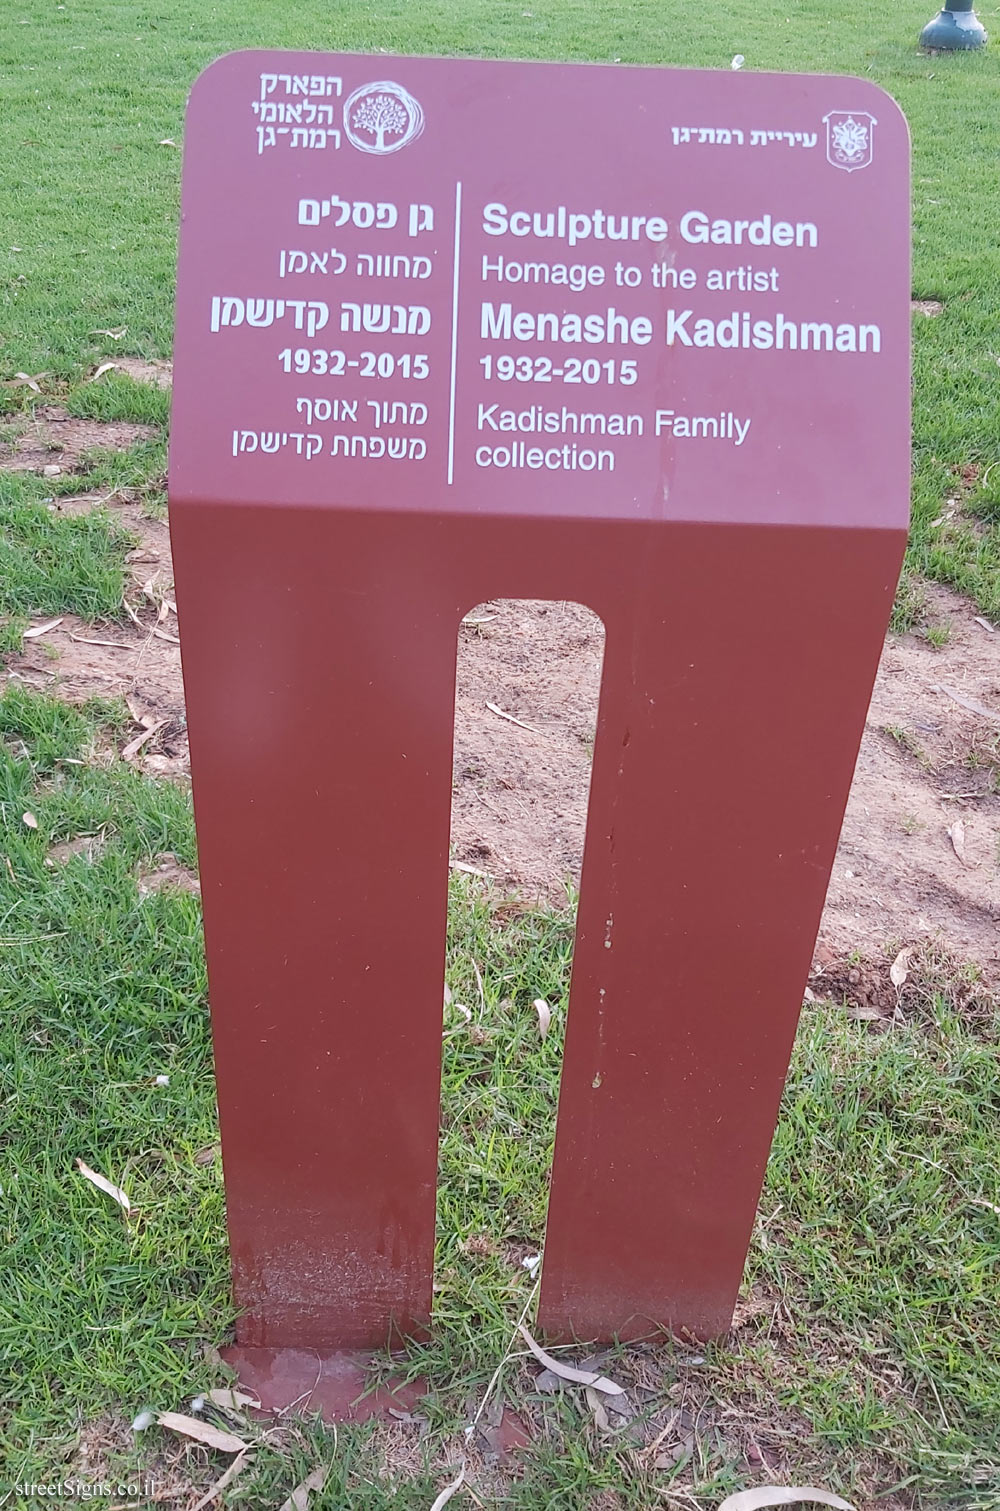 הפארק
הלאומי
רמת-גן
עיריית רמת-גן
גן פסלים
מחווה לאמן
מנשה קדישמן
1932-2015
מתוך אוסף
משפחת קדישמן
Sculpture Garden
Homage to the artist
Menashe Kadishman
1932-2015
Kadishman Family
collection
streetSigns.co.il